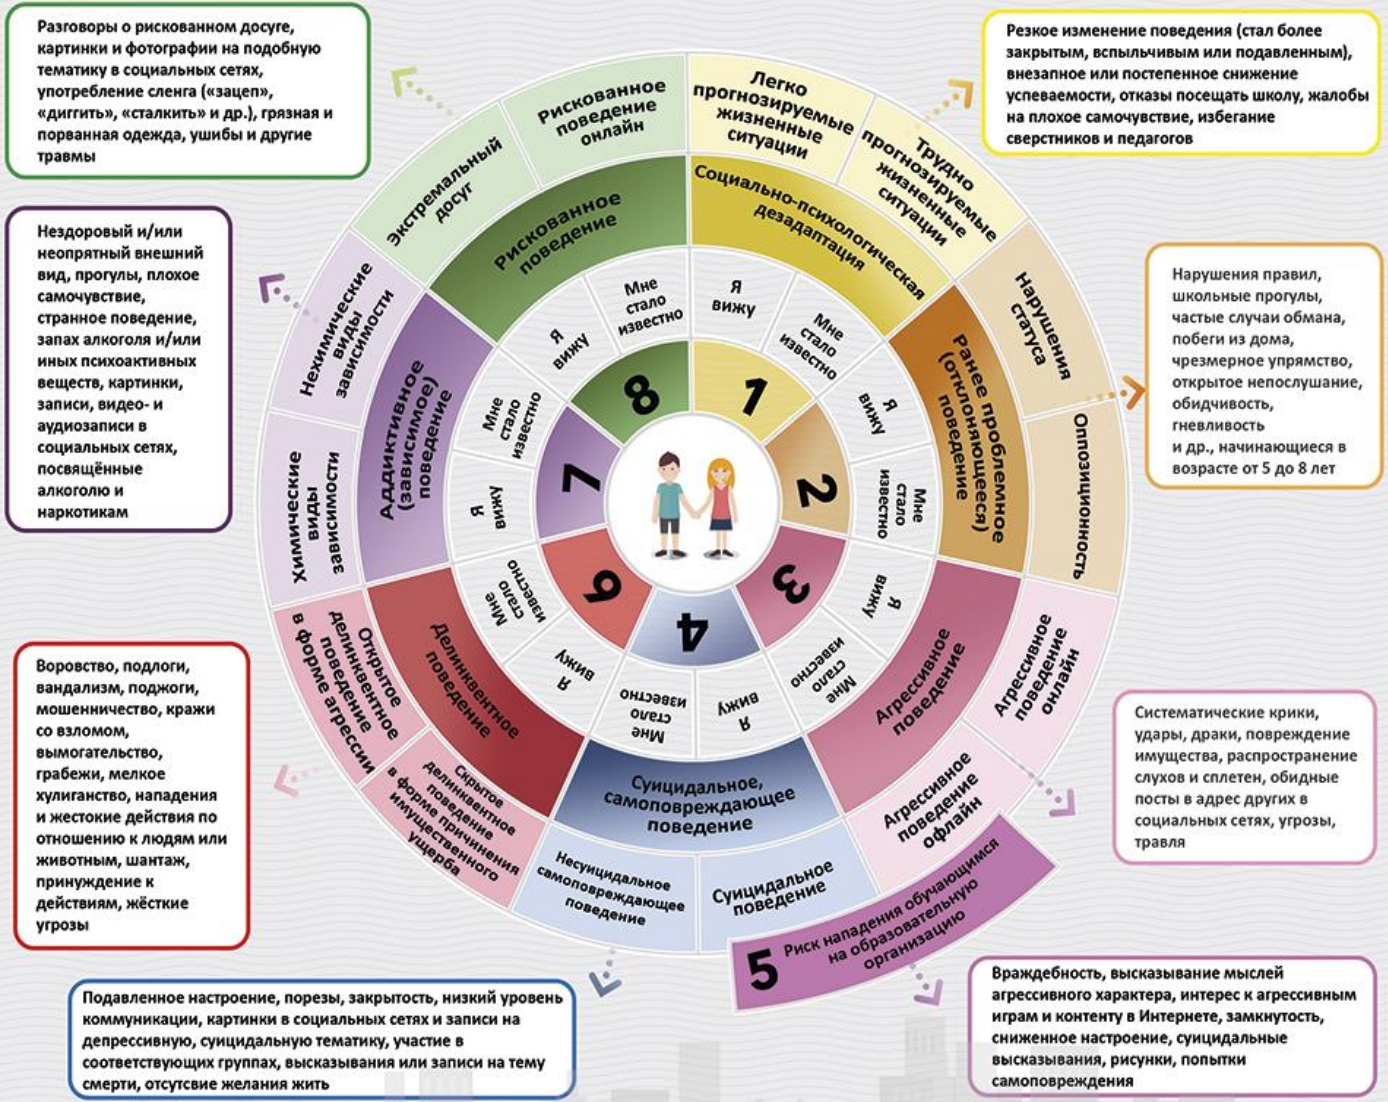 Разговоры о рискованном досуге,
картинки и фотографии на подобную
тематику в социальных сетях,
употребление сленга («зацеп»,
«диггить», «сталкить» и др.), грязная и
порванная одежда, ушибы и другие
травмы
Резкое изменение поведения (стал более
закрытым, вспыльчивым или подавленным),
внезапное или постепенное снижение
успеваемости, отказы посещать школу, жалобы
на плохое самочувствие, избегание
сверстников и педагогов
Нездоровый и/или
неопрятный внешний
вид, прогулы, плохое
самочувствие,
странное поведение,
запах алкоголя и/или
иных психоактивных
веществ, картинки,
записи, видео- и
аудиозаписи в
социальных сетях,
посвящённые
алкоголю и
наркотикам
Нарушения правил,
школьные прогулы,
частые случаи обмана,
побеги из дома,
чрезмерное упрямство,
открытое непослушание,
обидчивость,
гневливость
и др., начинающиеся в
возрасте от 5 до 8 лет
Воровство, подлоги,
вандализм, поджоги,
мошенничество, кражи
со взломом,
вымогательство,
грабежи, мелкое
хулиганство, нападения
и жестокие действия по
отношению к людям или
животным, шантаж,
принуждение к
действиям, жёсткие
угрозы
Систематические крики,
удары, драки, повреждение
имущества, распространение
слухов и сплетен, обидные
посты в адрес других в
социальных сетях, угрозы,
травля
Подавленное настроение, порезы, закрытость, низкий уровень
коммуникации, картинки в социальных сетях и записи на
депрессивную, суицидальную тематику, участие в
соответствующих группах, высказывания или записи на тему
смерти, отсутсвие желания жить
Враждебность, высказывание мыслей
агрессивного характера, интерес к агрессивным
играм и контенту в Интернете, замкнутость,
сниженное настроение, суицидальные
высказывания, рисунки, попытки
самоповреждения
Легко
прогнозируемые
жизненные
ситуации
Трудно
прогнозируемые
жизненные
ситуации
Социально-психологическая
дезадаптация
Я
вижу
Мне
стало
известно
1
Нарушения
статуса
Оппозиционность
Ранее проблемное
(отклоняющееся)
поведение
Я
вижу
Мне
стало
известно
2
Агрессивное
поведение
онлайн
Агрессивное
поведение
офлайн
Агрессивное
поведение
Я
вижу
Мне
стало
известно
3
Суицидальное
поведение
Несуицидальное
самоповреждающее
поведение
Суицидальное,
самоповреждающее
поведение
Я
вижу
Мне
стало
известно
4
5
Риск нападения обучающимся
на образовательную
организацию
Скрытое
делинквентное
поведение
в форме причинения
имущественного
ущерба
Открытое
делинквентное
поведение
в форме агрессии
Делинквентное
поведение
Я
вижу
Мне
стало
известно
6
Химические
виды
зависимости
Нехимические
виды
зависимости
Аддиктивное
(зависимое)
поведение
Я
вижу
Мне
стало
известно
7
Экстремальный
досуг
Рискованное
поведение
онлайн
Рискованное
поведение
Я
вижу
Мне
стало
известно
8